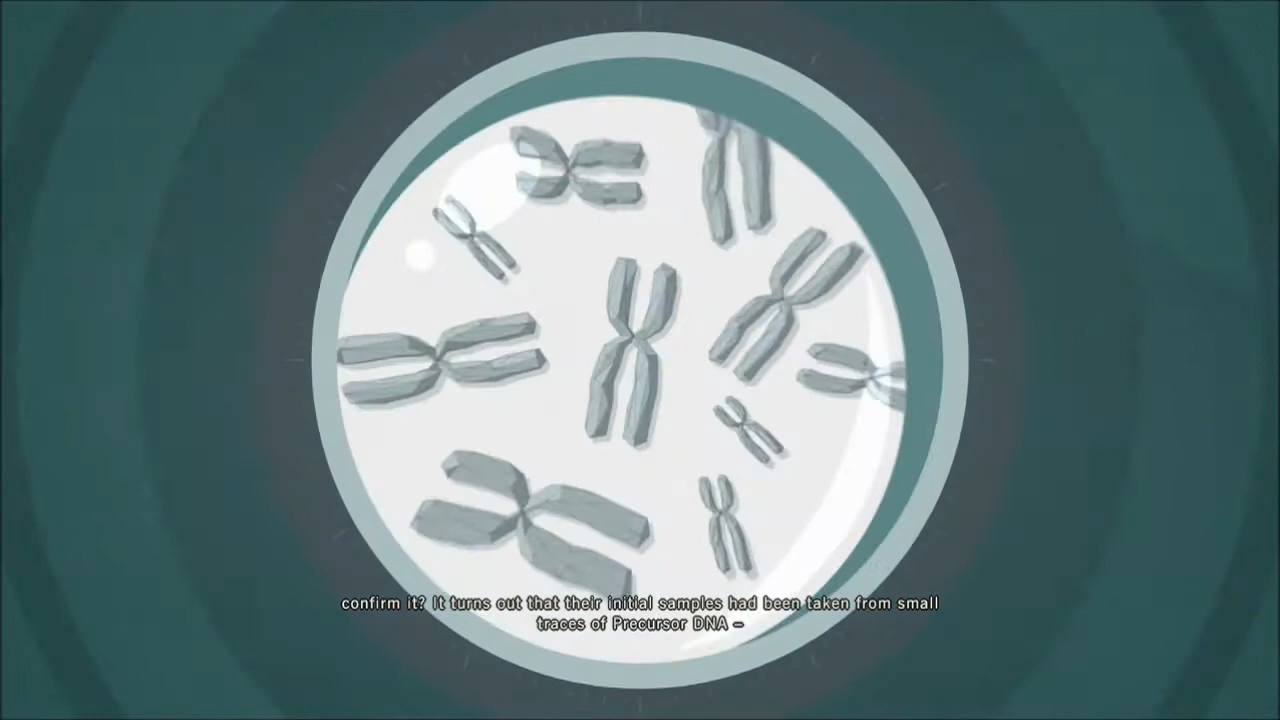 confirm it? It turns out that their initial samples had been taken from small
traces of Precursor DNA –